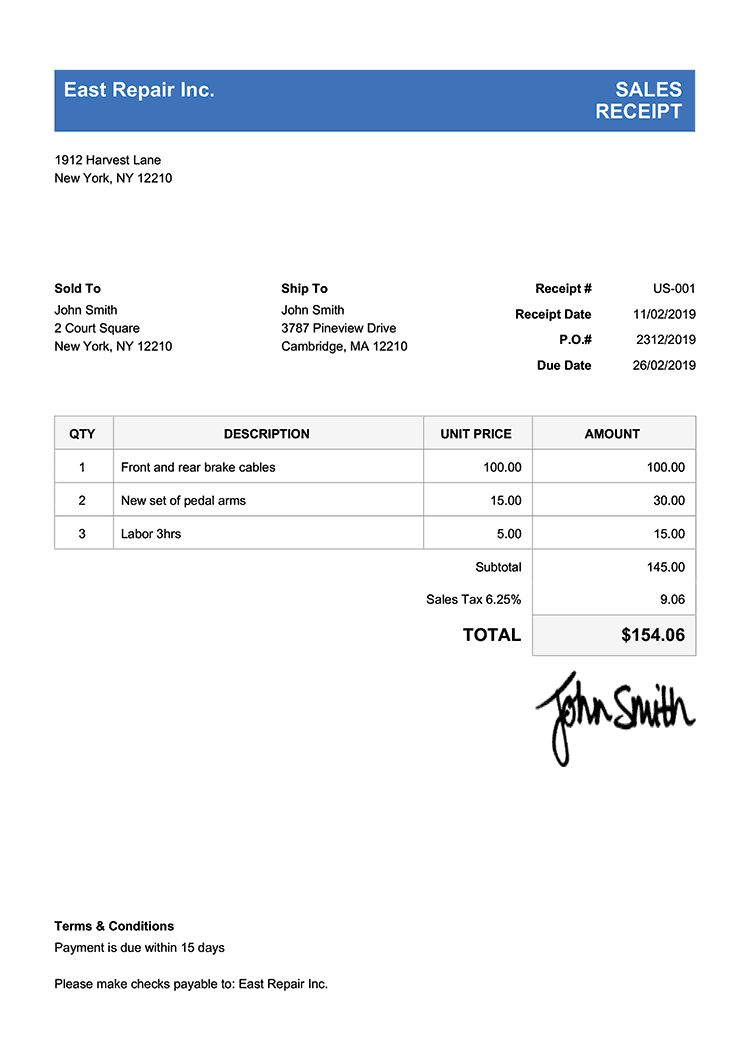 East Repair Inc.
SALES
RECEIPT
1912 Harvest Lane
New York, NY 12210
Sold To
John Smith
2 Court Square
New York, NY 12210
Ship To
John Smith
3787 Pineview Drive
Cambridge, MA 12210
Receipt # US-001
Receipt Date 11/02/2019
P.O.# 2312/2019
Due Date 26/02/2019
QTY DESCRIPTION UNIT PRICE AMOUNT
1 Front and rear brake cables 100.00 100.00
2 New set of pedal arms 15.00 30.00
3 Labor 3hrs 5.00 15.00
Subtotal 145.00
Sales Tax 6.25% 9.06
TOTAL $154.06
John Smith
Terms & Conditions
Payment is due within 15 days
Please make checks payable to: East Repair Inc.